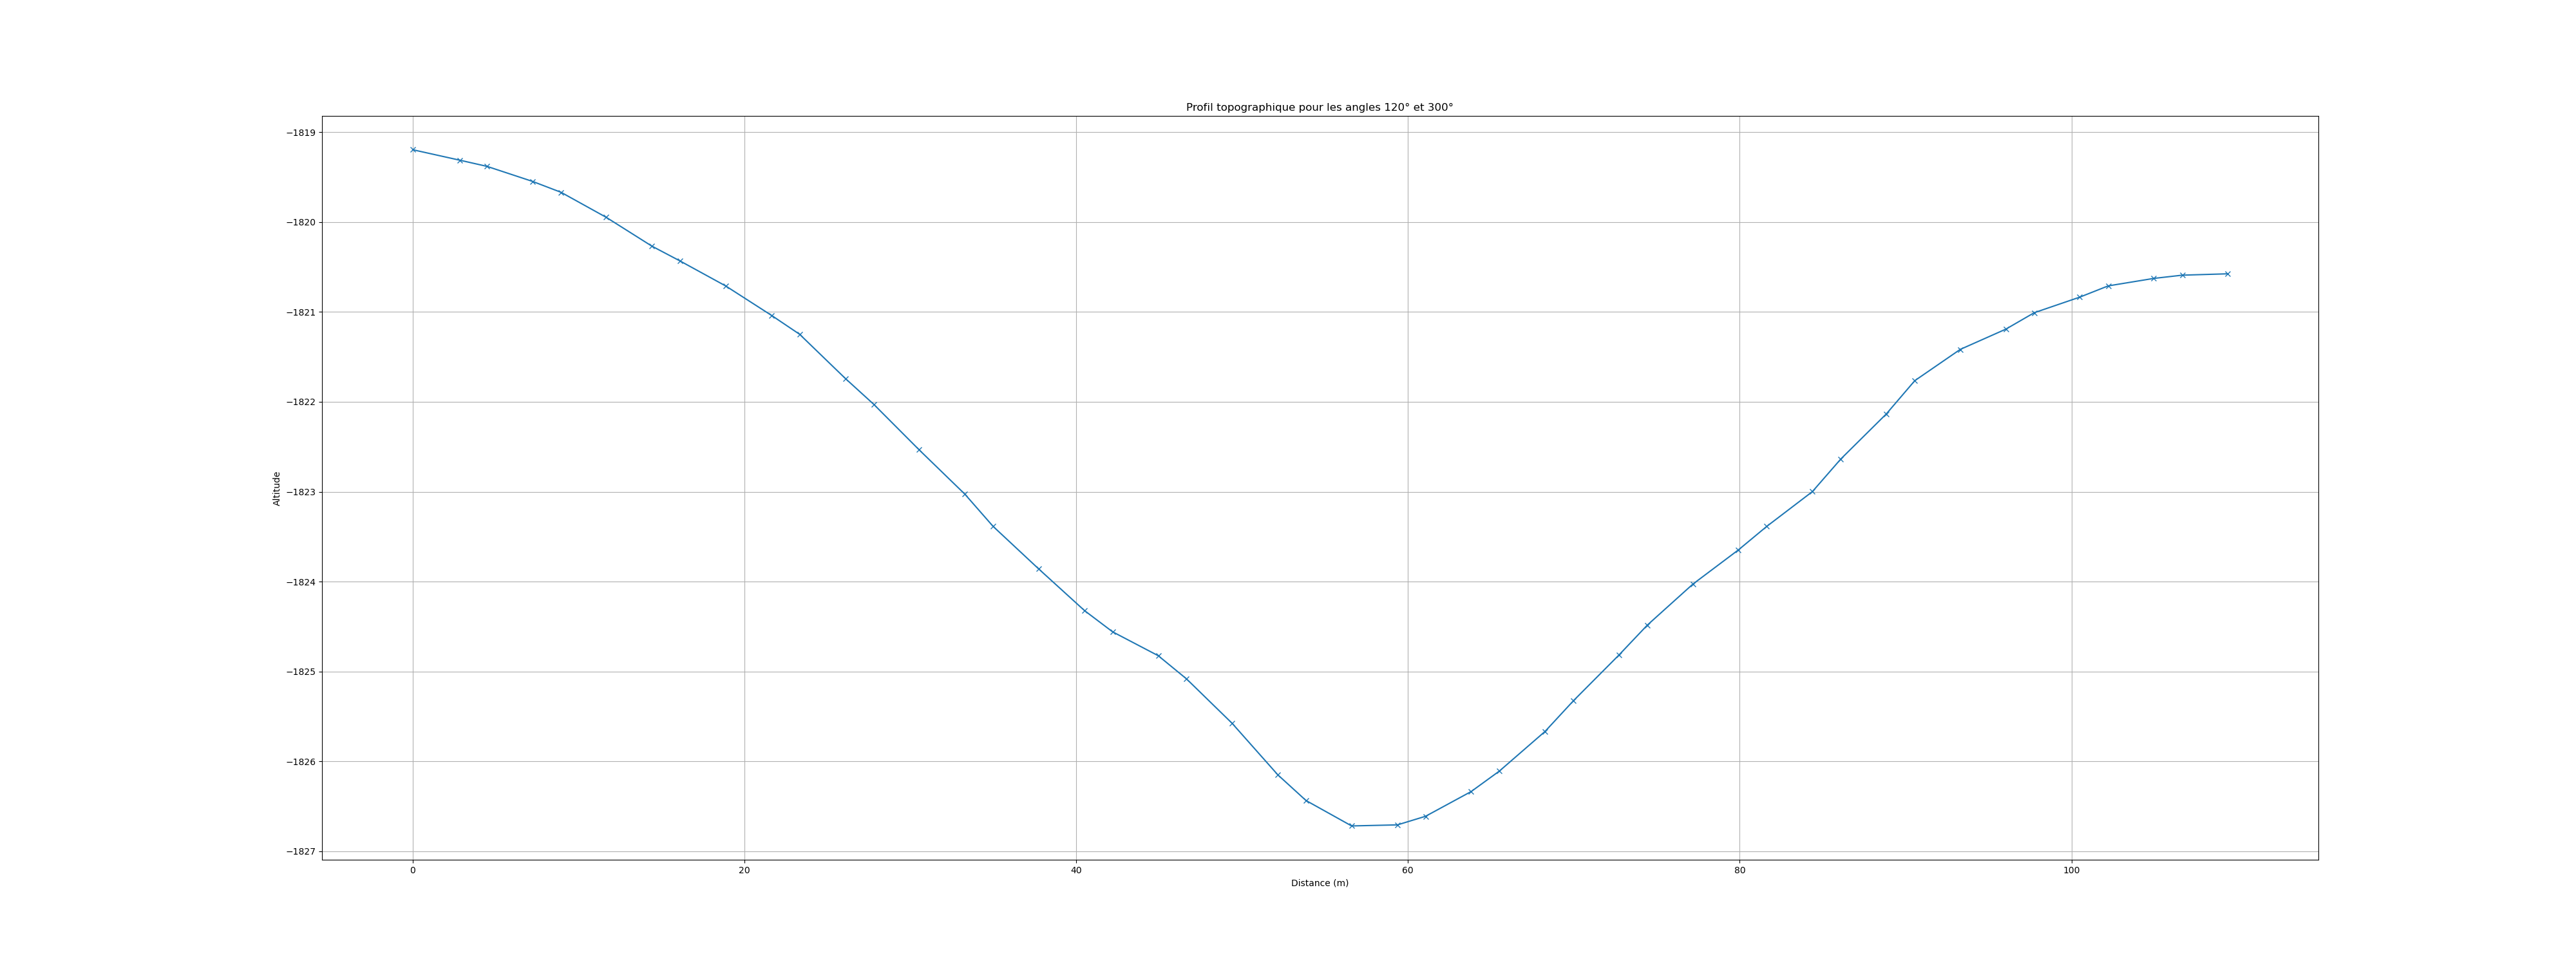 Profil topographique pour les angles 120° et 300°
Altitude
−1819
−1820
−1821
−1822
−1823
−1824
−1825
−1826
−1827
0 20 40 60 80 100
Distance (m)